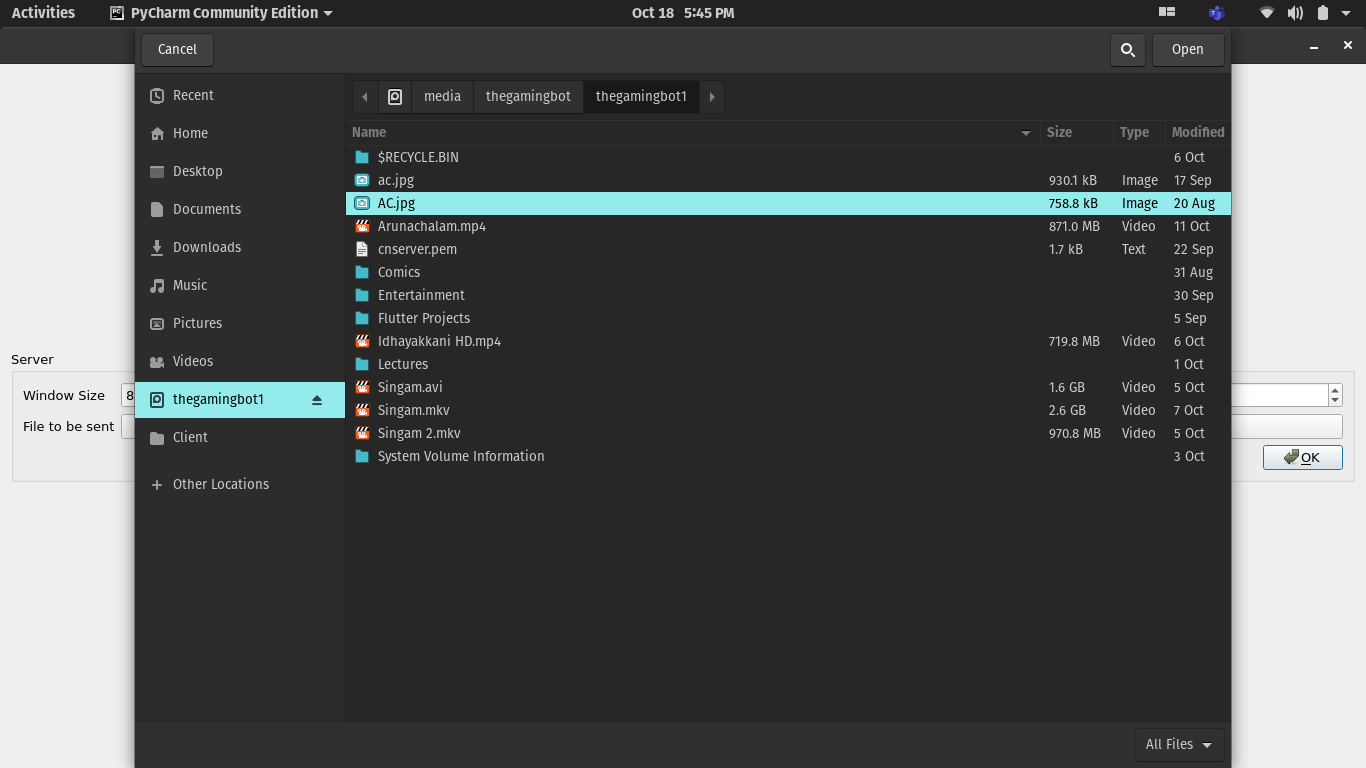 Activities PyCharm Community Edition Oct 18 5:45 PM
Cancel Open
Recent
Home
Desktop
Documents
Downloads
Music
Pictures
Videos
thegamingbot1
Client
Other Locations
media thegamingbot thegamingbot1
Name Size Type Modified
$RECYCLE.BIN 6 Oct
ac.jpg 930.1 kB Image 17 Sep
AC.jpg 758.8 kB Image 20 Aug
Arunachalam.mp4 871.0 MB Video 11 Oct
cnserver.pem 1.7 kB Text 22 Sep
Comics 31 Aug
Entertainment 30 Sep
Flutter Projects 5 Sep
Idhayakkani HD.mp4 719.8 MB Video 6 Oct
Lectures 1 Oct
Singam.avi 1.6 GB Video 5 Oct
Singam.mkv 2.6 GB Video 7 Oct
Singam 2.mkv 970.8 MB Video 5 Oct
System Volume Information 3 Oct
All Files
Server
Window Size 8
File to be sent
OK